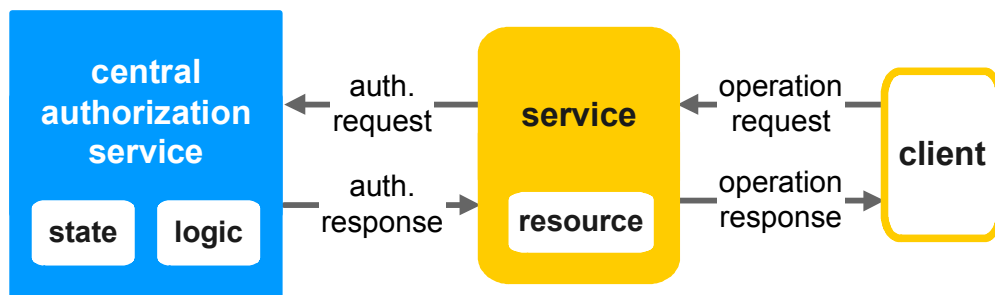 central
authorization
service
state
logic
auth.
request
auth.
response
service
resource
operation
request
operation
response
client